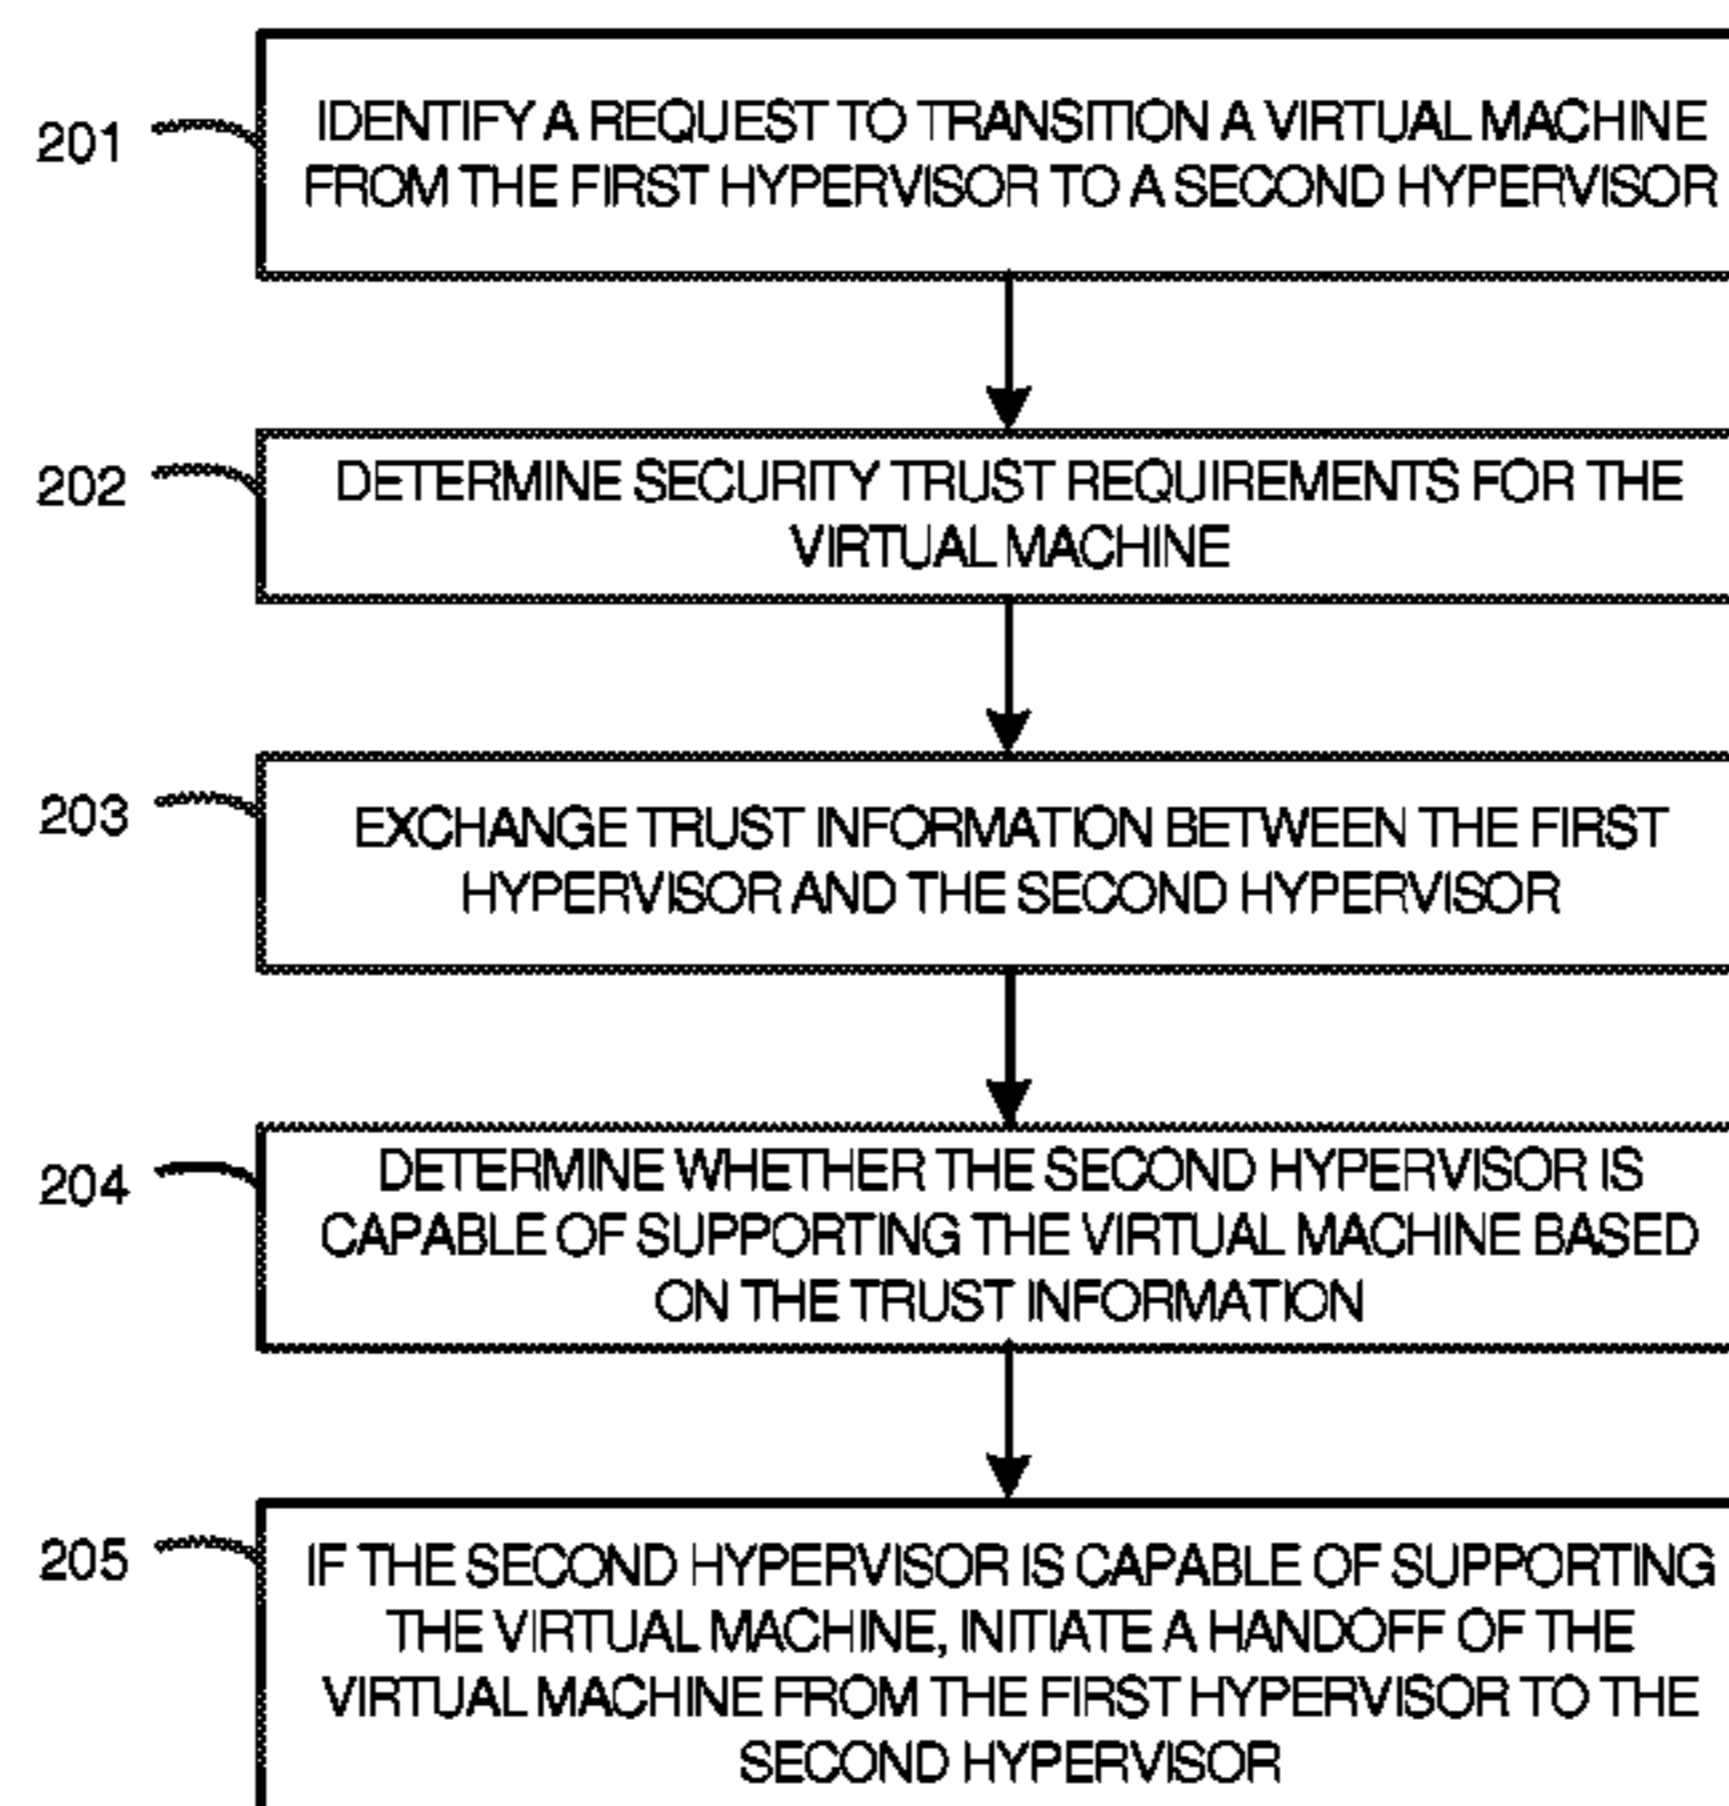 201
IDENTIFY A REQUEST TO TRANSITION A VIRTUAL MACHINE
FROM THE FIRST HYPERVISOR TO A SECOND HYPERVISOR
202
DETERMINE SECURITY TRUST REQUIREMENTS FOR THE
VIRTUAL MACHINE
203
EXCHANGE TRUST INFORMATION BETWEEN THE FIRST
HYPERVISOR AND THE SECOND HYPERVISOR
204
DETERMINE WHETHER THE SECOND HYPERVISOR IS
CAPABLE OF SUPPORTING THE VIRTUAL MACHINE BASED
ON THE TRUST INFORMATION
205
IF THE SECOND HYPERVISOR IS CAPABLE OF SUPPORTING
THE VIRTUAL MACHINE, INITIATE A HANDOFF OF THE
VIRTUAL MACHINE FROM THE FIRST HYPERVISOR TO THE
SECOND HYPERVISOR